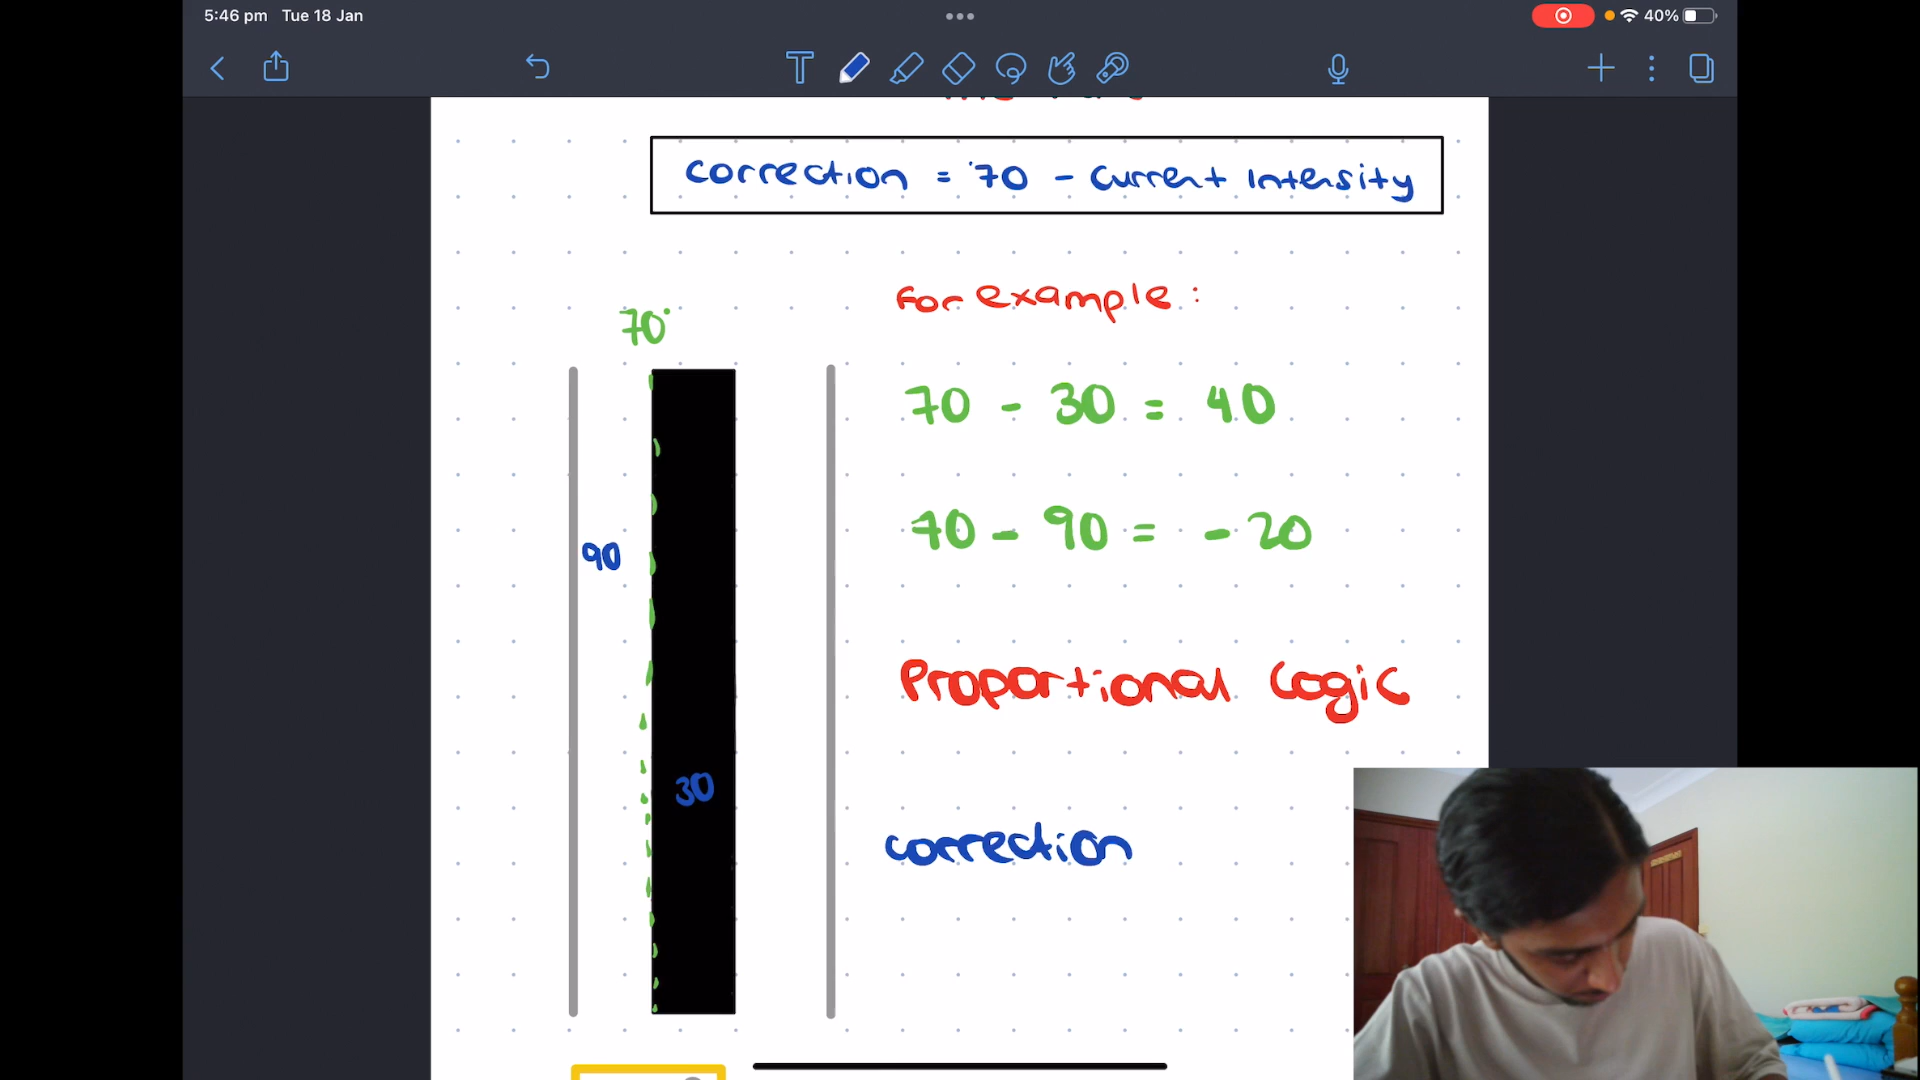 5:46 pm Tue 18 Jan
40%
Correction = 70 - Current Intensity
For example:
70
70 - 30 = 40
70 - 90 = -20
90
Proportional Logic
30
correction